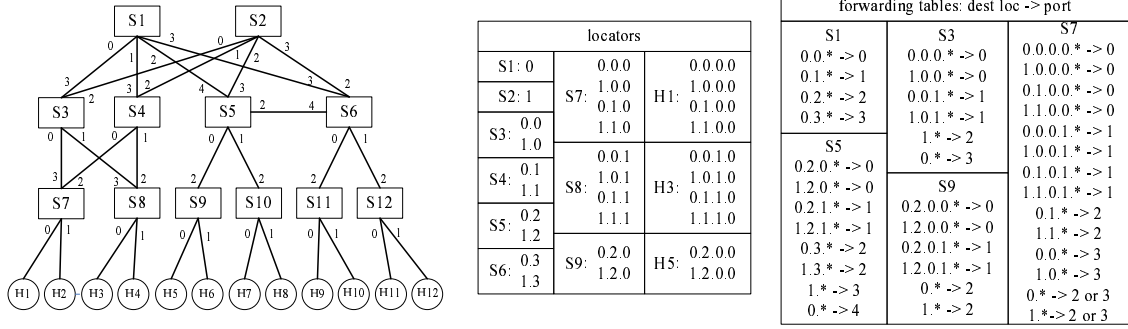 S1 S2
0 3 0 3
1 2 1 2
3 3 2 4 3 2
2
S3 S4 S5 2 4 S6
0 1 0 1 0 1 0 1
3 2 3 2 2 2 2 2
S7 S8 S9 S10 S11 S12
0 1 0 1 0 1 0 1 0 1 0 1
H1 H2 H3 H4 H5 H6 H7 H8 H9 H10 H11 H12
locators
S1: 0
S2: 1
S3: 0.0
1.0
S4: 0.1
1.1
S5: 0.2
1.2
S6: 0.3
1.3
S7:
0.0.0
1.0.0
0.1.0
1.1.0
S8:
0.0.1
1.0.1
0.1.1
1.1.1
S9: 0.2.0
1.2.0
H1:
0.0.0.0
1.0.0.0
0.1.0.0
1.1.0.0
H3:
0.0.1.0
1.0.1.0
0.1.1.0
1.1.1.0
H5: 0.2.0.0
1.2.0.0
forwarding tables: dest loc -> port
S1
0.0.* -> 0
0.1.* -> 1
0.2.* -> 2
0.3.* -> 3
S5
0.2.0.* -> 0
1.2.0.* -> 0
0.2.1.* -> 1
1.2.1.* -> 1
0.3.* -> 2
1.3.* -> 2
1.* -> 3
0.* -> 4
S3
0.0.0.* -> 0
1.0.0.* -> 0
0.0.1.* -> 1
1.0.1.* -> 1
1.* -> 2
0.* -> 3
S9
0.2.0.0.* -> 0
1.2.0.0.* -> 0
0.2.0.1.* -> 1
1.2.0.1.* -> 1
0.* -> 2
1.* -> 2
S7
0.0.0.0.* -> 0
1.0.0.0.* -> 0
0.1.0.0.* -> 0
1.1.0.0.* -> 0
0.0.0.1.* -> 1
1.0.0.1.* -> 1
0.1.0.1.* -> 1
1.1.0.1.* -> 1
0.1.* -> 2
1.1.* -> 2
0.0.* -> 3
1.0.* -> 3
0.* -> 2 or 3
1.*-> 2 or 3